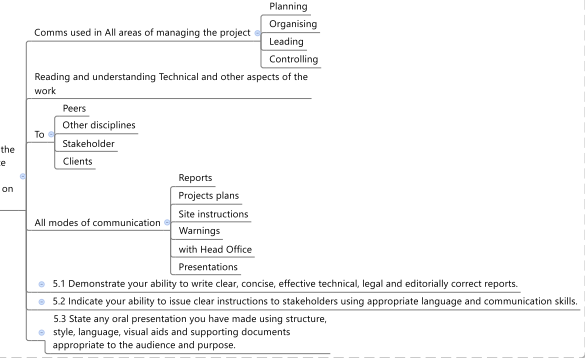 Planning
Comms used in All areas of managing the project
Organising
Leading
Controlling
Reading and understanding Technical and other aspects of the
work
Peers
To
Other disciplines
Stakeholder
Clients
the
on
Reports
Projects plans
Site instructions
All modes of communication
Warnings
with Head Office
Presentations
5.1 Demonstrate your ability to write clear, concise, effective technical, legal and editorially correct reports.
5.2 Indicate your ability to issue clear instructions to stakeholders using appropriate language and communication skills.
5.3 State any oral presentation you have made using structure,
style, language, visual aids and supporting documents
appropriate to the audience and purpose.